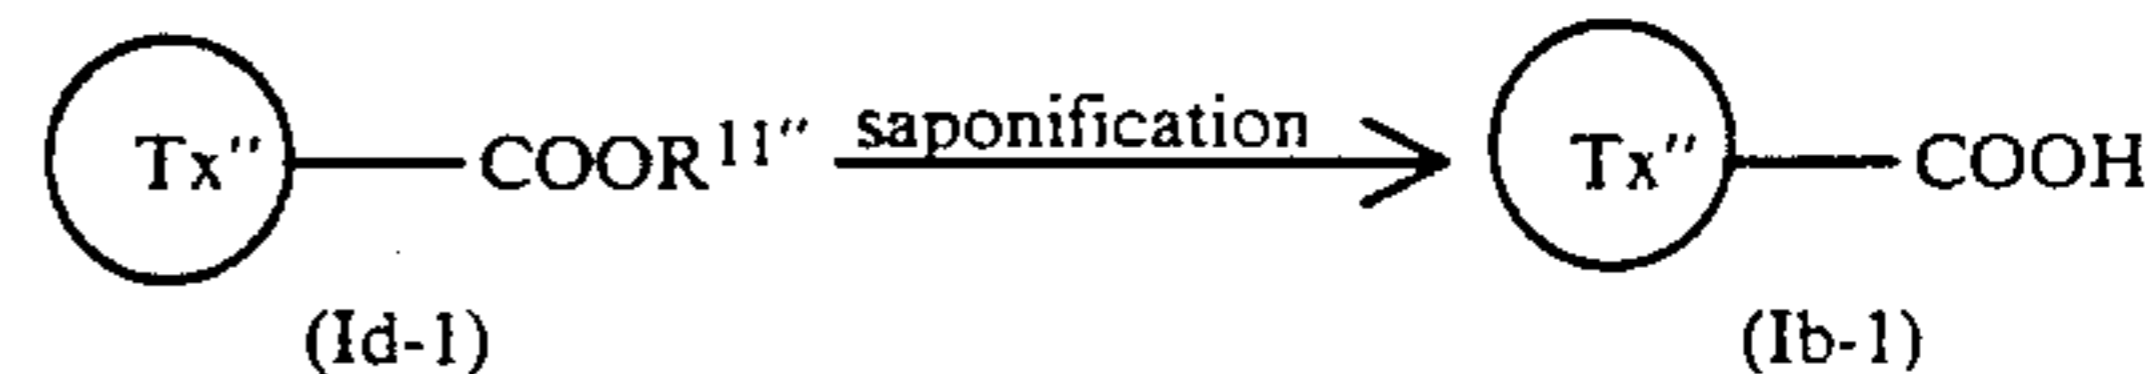 Tx″ COOR¹¹″ saponification Tx″ COOH
(Id-1) (Ib-1)